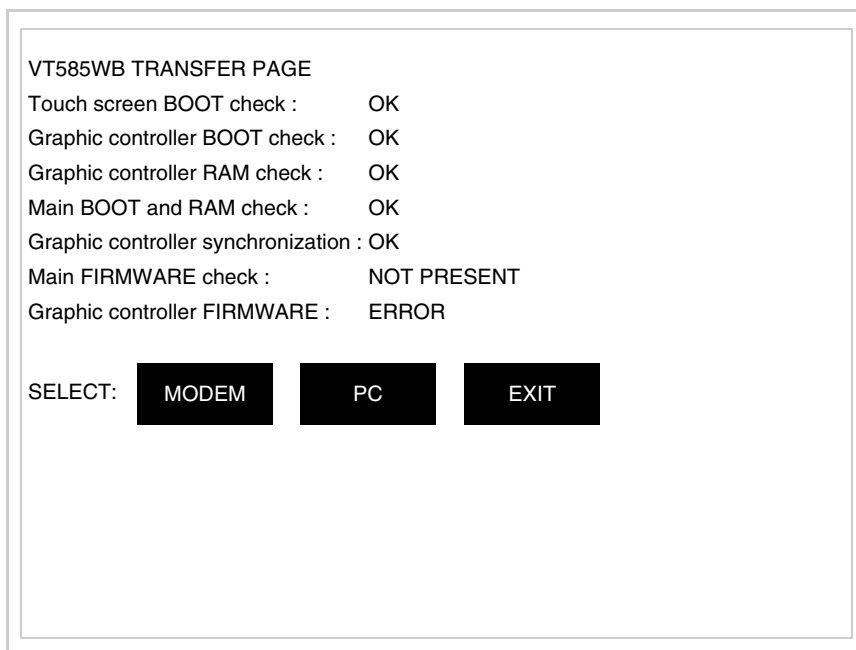 VT585WB TRANSFER PAGE
Touch screen BOOT check : OK
Graphic controller BOOT check : OK
Graphic controller RAM check : OK
Main BOOT and RAM check : OK
Graphic controller synchronization : OK
Main FIRMWARE check : NOT PRESENT
Graphic controller FIRMWARE : ERROR
SELECT: MODEM PC EXIT